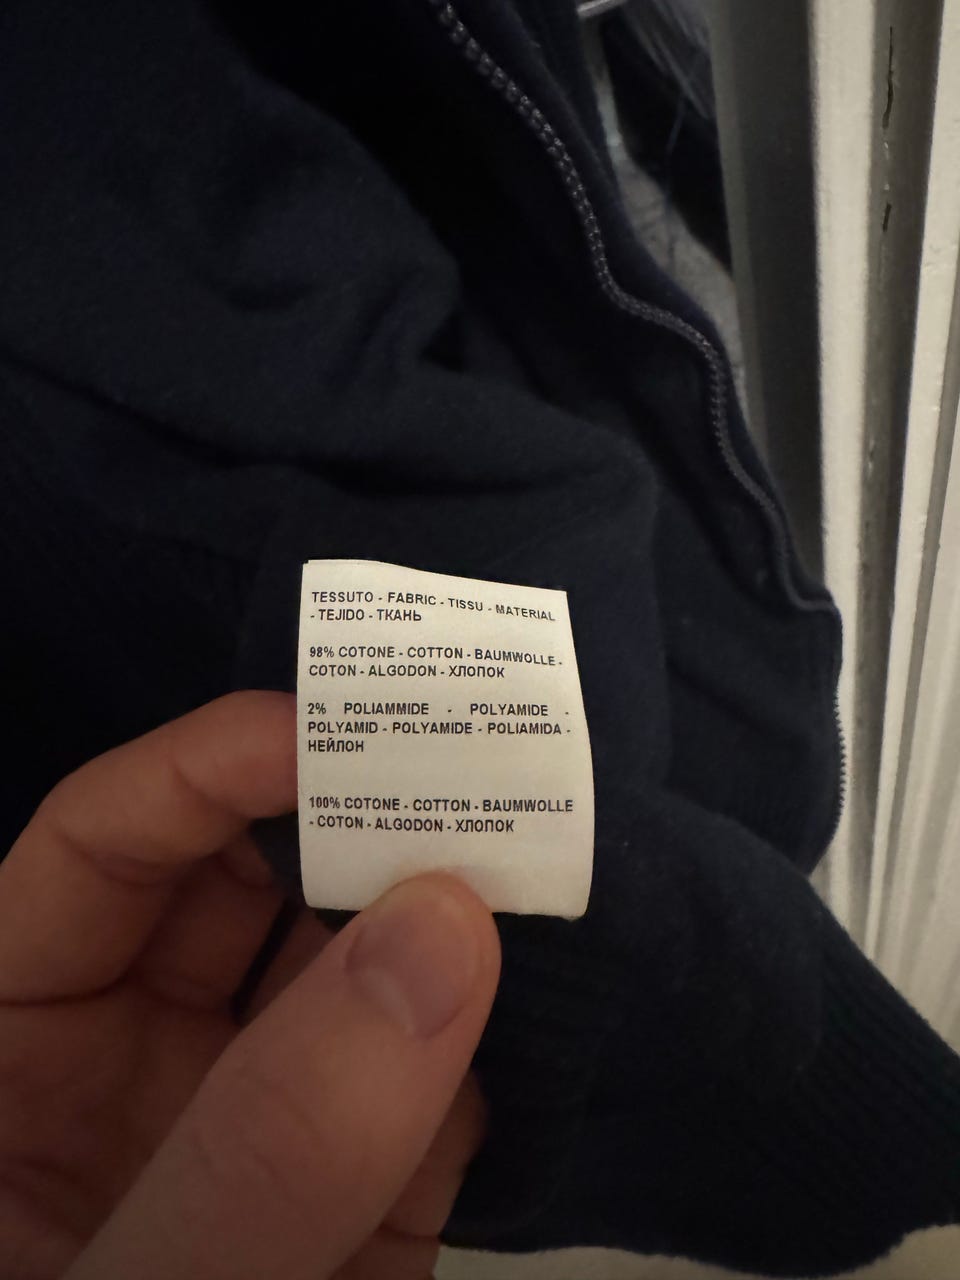 TESSUTO - FABRIC - TISSU - MATERIAL
- TEJIDO - ТКАНЬ
98% COTONE - COTTON - BAUMWOLLE -
COTON - ALGODON - ХЛОПОК
2% POLIAMMIDE - POLYAMIDE -
POLYAMID - POLYAMIDE - POLIAMIDA -
НЕЙЛОН
100% COTONE - COTTON - BAUMWOLLE
- COTON - ALGODON - ХЛОПОК